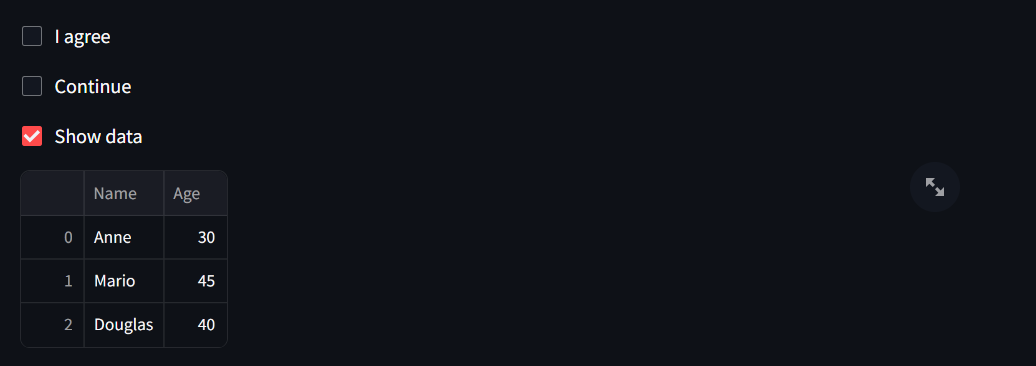 I agree
Continue
Show data
Name Age
0 Anne 30
1 Mario 45
2 Douglas 40